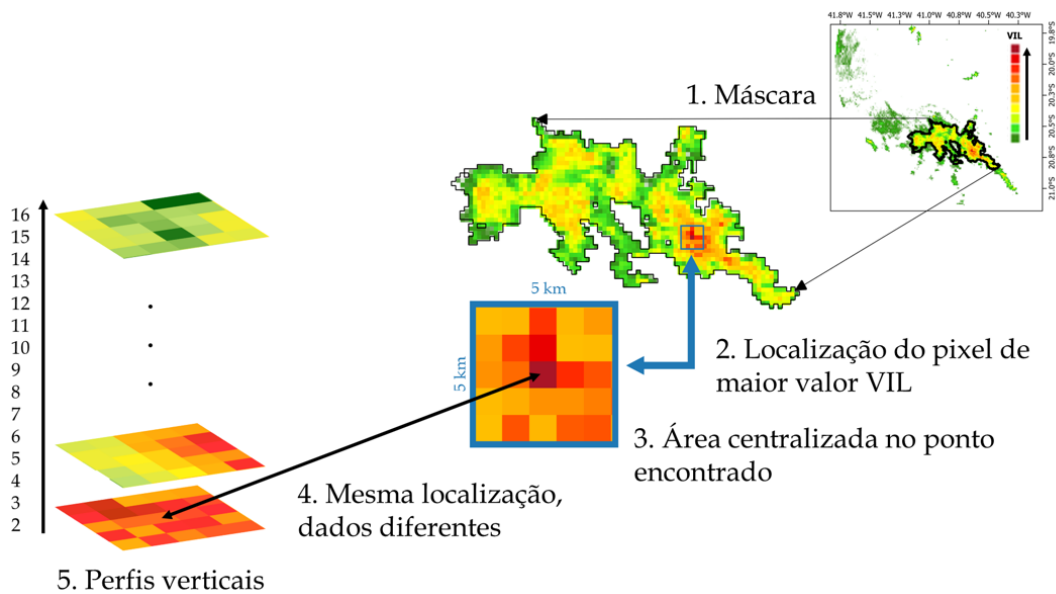 41.8°W 41.5°W 41.0°W 40.8°W 40.4°W 40.3°W
VIL
19.8°S
20.0°S
20.3°S
20.5°S
20.8°S
21.0°S
1. Máscara
16
15
14
13
12
11
10
9
8
7
6
5
4
3
2
5 km
5 km
2. Localização do pixel de
maior valor VIL
3. Área centralizada no ponto
encontrado
4. Mesma localização,
dados diferentes
5. Perfis verticais